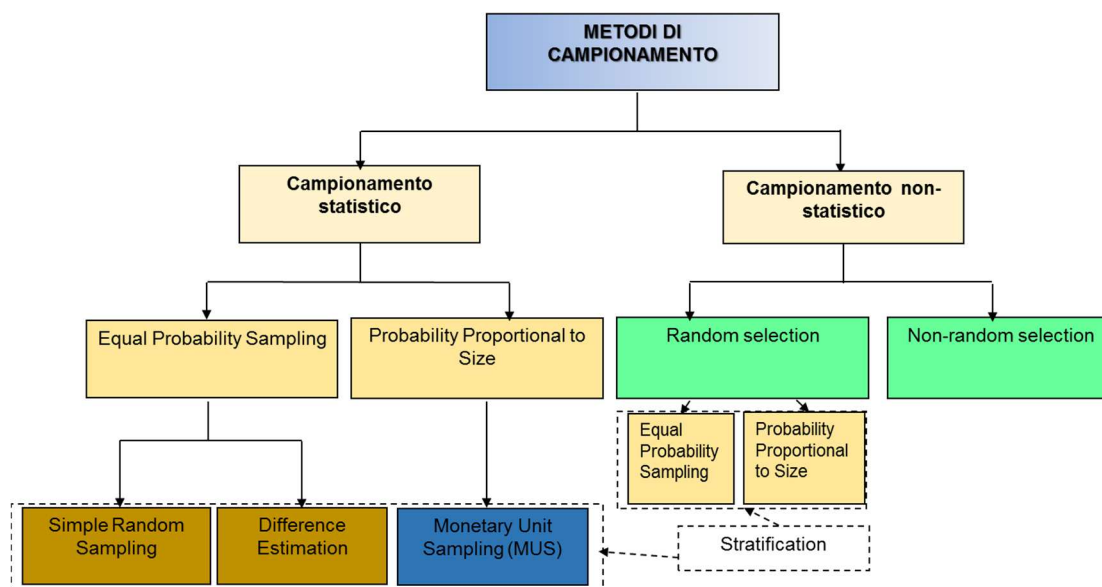 METODI DI
CAMPIONAMENTO
Campionamento
statistico
Campionamento non-
statistico
Equal Probability Sampling
Probability Proportional to
Size
Random selection
Non-random selection
Equal
Probability
Sampling
Probability
Proportional
to Size
Simple Random
Sampling
Difference
Estimation
Monetary Unit
Sampling (MUS)
Stratification